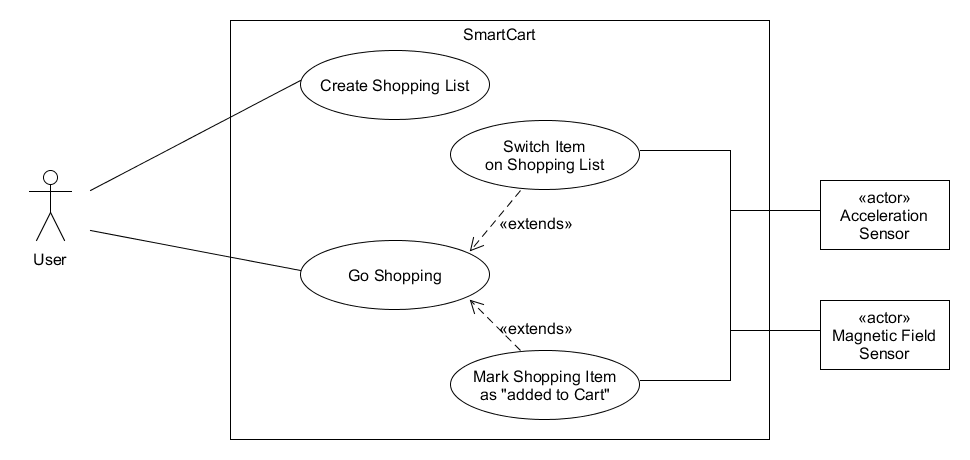 SmartCart
Create Shopping List
Switch Item
on Shopping List
«actor»
Acceleration
Sensor
«extends»
User
Go Shopping
«extends»
«actor»
Magnetic Field
Sensor
Mark Shopping Item
as "added to Cart"